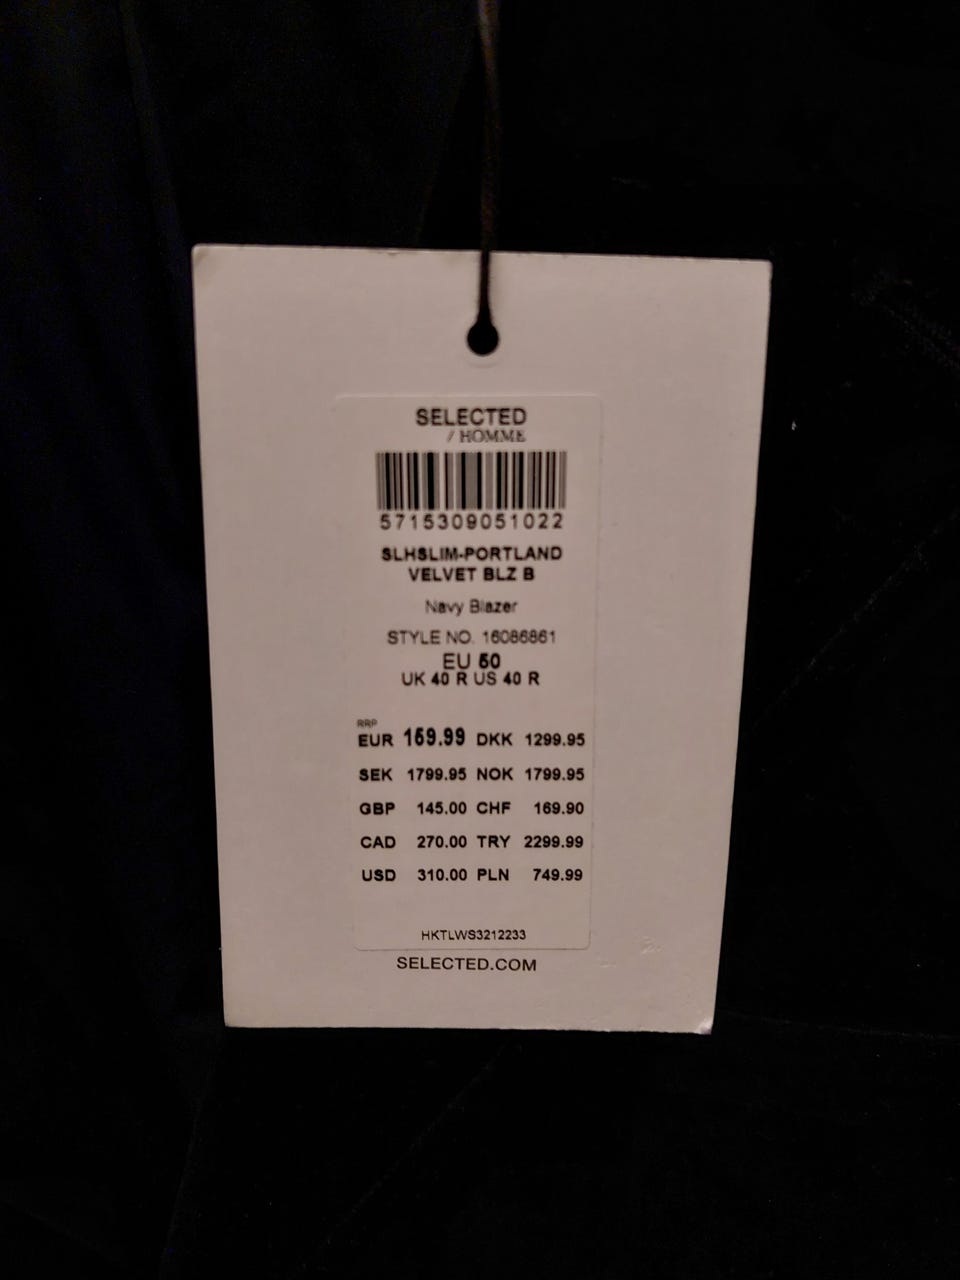 SELECTED
/ HOMME
5715309051022
SLHSLIM-PORTLAND
VELVET BLZ B
Navy Blazer
STYLE NO. 16086861
EU 50
UK 40 R US 40 R
RRP
EUR 159.99 DKK 1299.95
SEK 1799.95 NOK 1799.95
GBP 145.00 CHF 169.90
CAD 270.00 TRY 2299.99
USD 310.00 PLN 749.99
HKTLWS3212233
SELECTED.COM